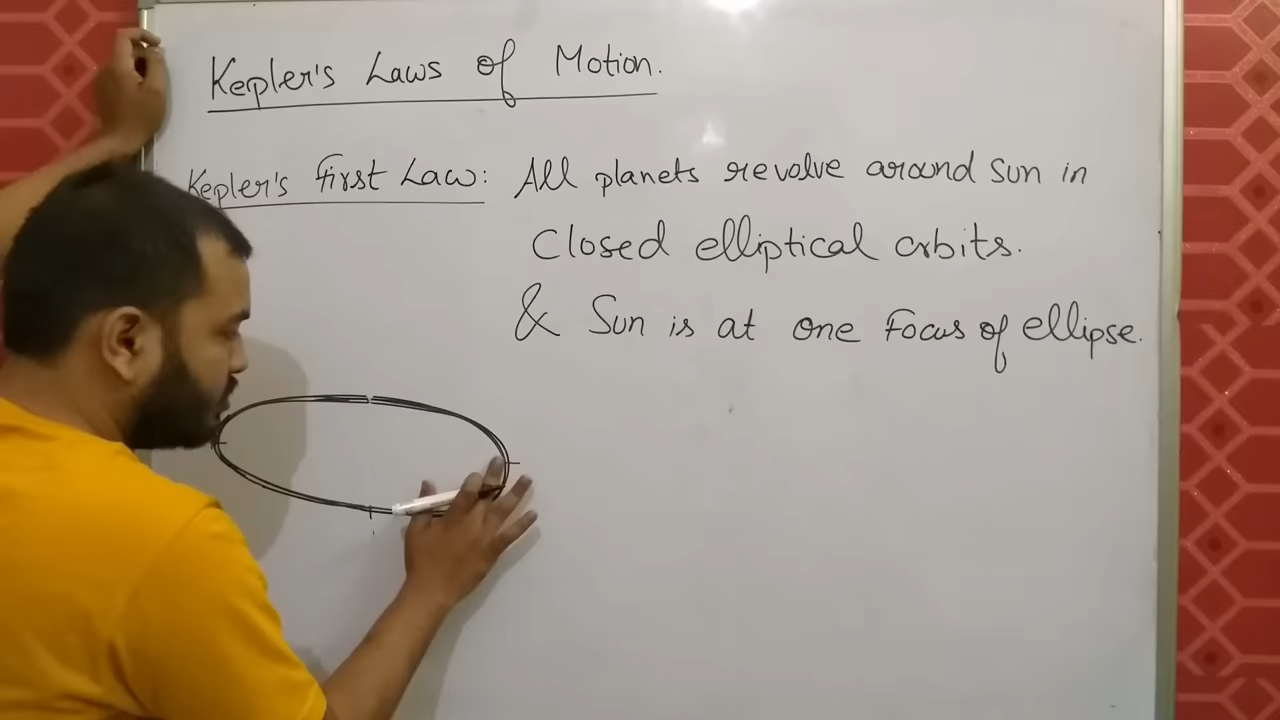 Kepler's Laws of Motion.
Kepler's First Law: All planets revolve around Sun in
Closed elliptical orbits.
& Sun is at one Focus of ellipse.